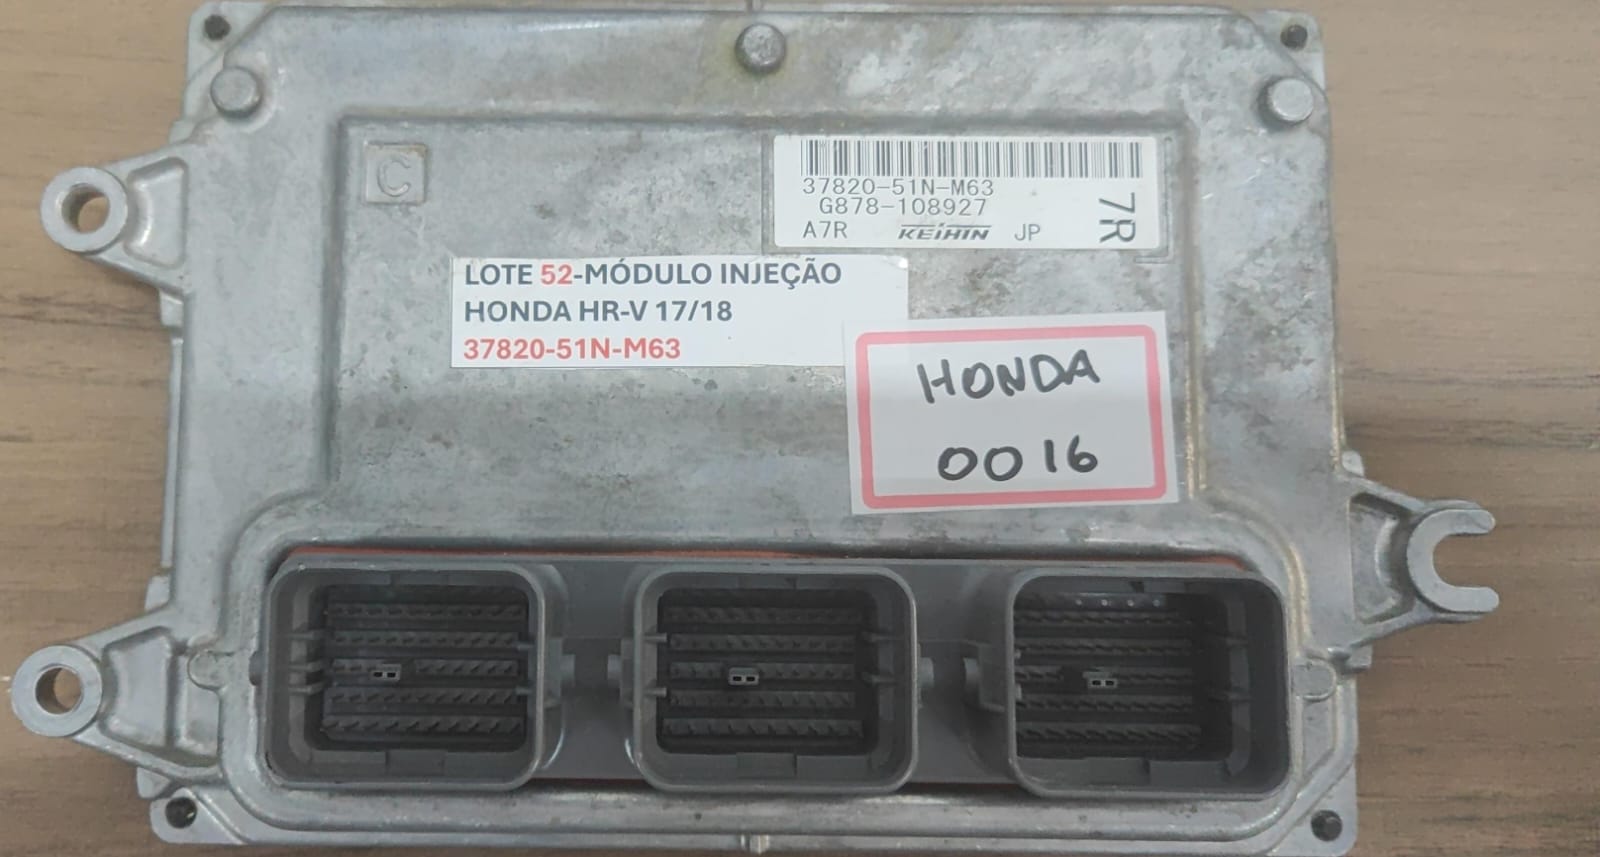 C
37820-51N-M63
G878-108927
A7R KEIHIN JP
7R
LOTE 52-MÓDULO INJEÇÃO
HONDA HR-V 17/18
37820-51N-M63
HONDA
0016